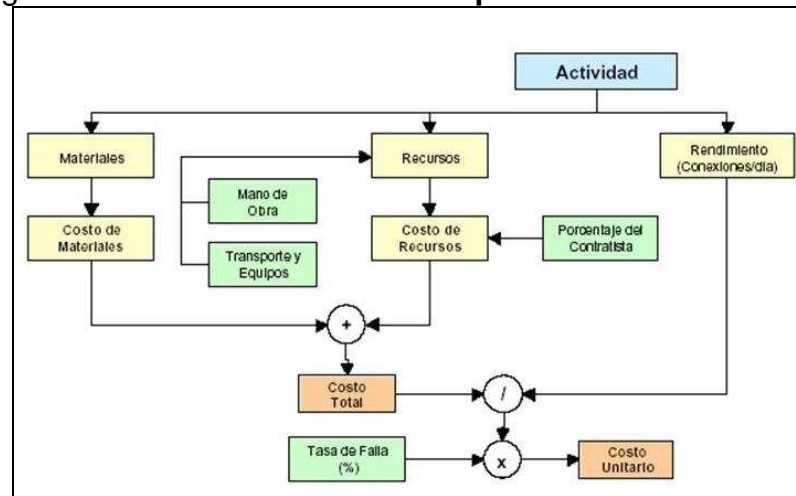 Actividad
Materiales
Recursos
Rendimiento
(Conexiones/dia)
Mano de
Obra
Costo de
Materiales
Costo de
Recursos
Porcentaje del
Contratista
Transporte y
Equipos
+
Costo
Total
/
Tasa de Falla
(%)
x
Costo
Unitario